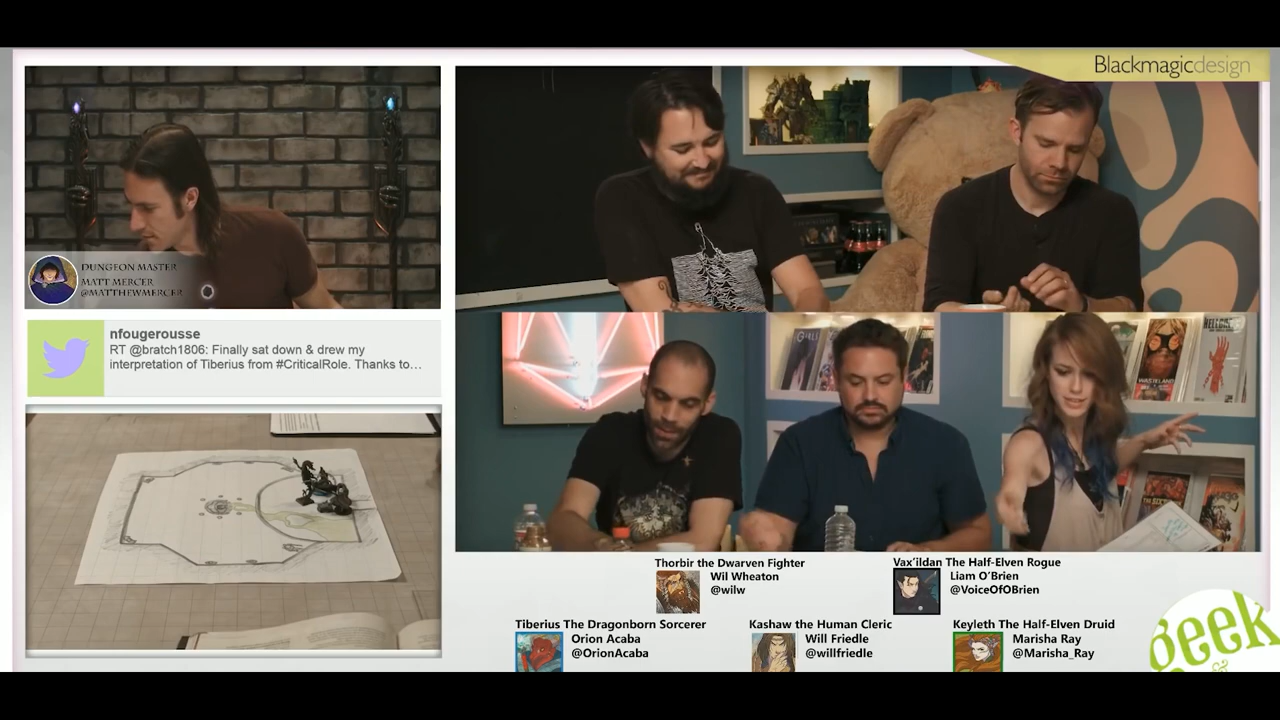 Blackmagicdesign
DUNGEON MASTER
MATT MERCER
@MATTHEWMERCER
nfougerousse
RT @bratch1806: Finally sat down & drew my
interpretation of Tiberius from #CriticalRole. Thanks to...
Thorbir the Dwarven Fighter
Wil Wheaton
@wilw
Vax'ildan The Half-Elven Rogue
Liam O'Brien
@VoiceOfOBrien
Tiberius The Dragonborn Sorcerer
Orion Acaba
@OrionAcaba
Kashaw the Human Cleric
Will Friedle
@willfriedle
Keyleth The Half-Elven Druid
Marisha Ray
@Marisha_Ray
geek
&